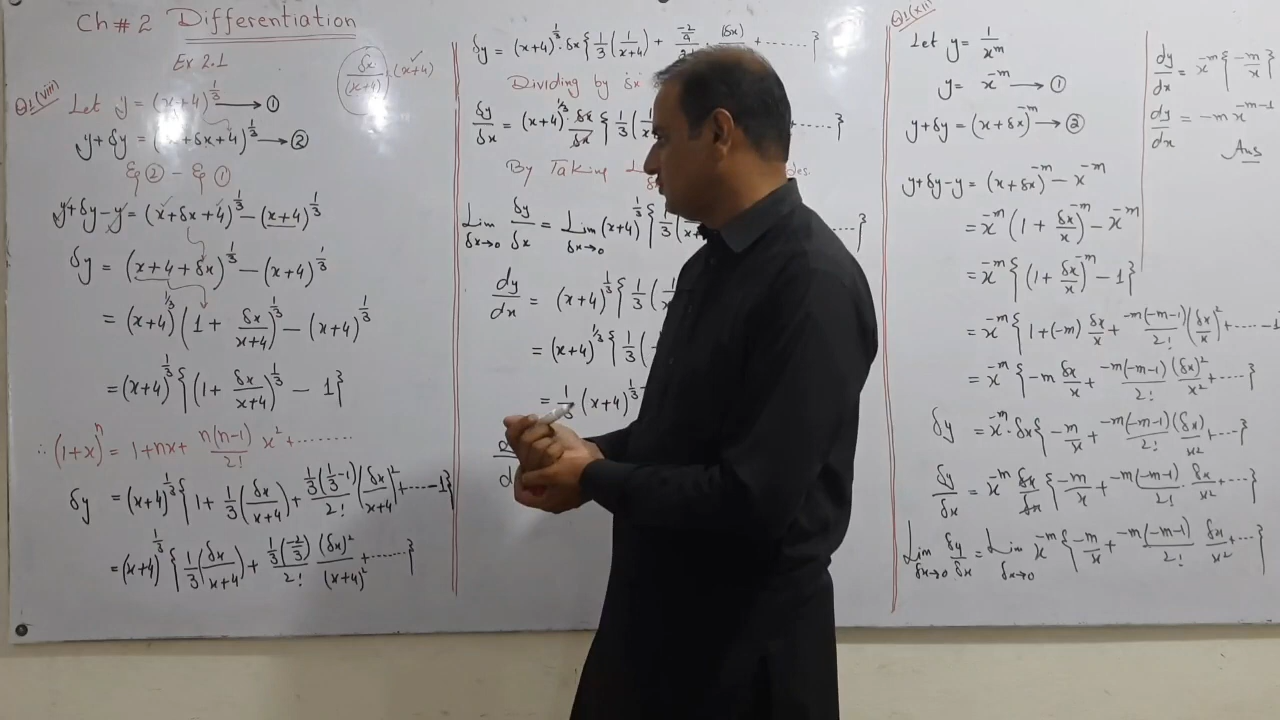 Ch # 2 Differentiation
Ex 2.1
Q1(viii) Let y = (x+4)^{1/3} → ①
δx/(x+4) · (x+4)
y+δy = (x+δx+4)^{1/3} → ②
Eq ② − Eq ①
y+δy−y = (x+δx+4)^{1/3} − (x+4)^{1/3}
δy = (x+4+δx)^{1/3} − (x+4)^{1/3}
= (x+4)^{1/3} (1 + δx/(x+4))^{1/3} − (x+4)^{1/3}
= (x+4)^{1/3} {(1 + δx/(x+4))^{1/3} − 1}
∴ (1+x)^n = 1+nx+ n(n-1)/2! x² +........
δy = (x+4)^{1/3} {1 + 1/3(δx/(x+4)) + 1/3(1/3−1)/2! (δx/(x+4))² +.....−1}
= (x+4)^{1/3} {1/3(δx/(x+4)) + 1/3(−2/3)/2! (δx)²/(x+4)² +......}
δy = (x+4)^{1/3} · δx {1/3(1/(x+4)) + −2/9 (δx) +......}
Dividing by δx
δy/δx = (x+4)^{1/3} · δx/δx {1/3( ......}
By Taking
Lim δx→0 δy/δx = Lim δx→0 (x+4)^{1/3} {1/3( .....}
dy/dx = (x+4)^{1/3} {1/3(
= (x+4)^{1/3} {1/3(
= 1/3 (x+4)^{1/3
Q1(xii)
Let y = 1/x^m
y = x^{-m} → ①
y+δy = (x+δx)^{-m} → ②
y+δy−y = (x+δx)^{-m} − x^{-m}
= x^{-m} (1 + δx/x)^{-m} − x^{-m}
= x^{-m} {(1 + δx/x)^{-m} − 1}
= x^{-m} {1+(-m) δx/x + -m(-m-1)/2! (δx/x)² +.....−1
= x^{-m} {-m δx/x + -m(-m-1)/2! (δx)²/x² +.....}
δy = x^{-m} · δx {-m/x + -m(-m-1)/2! (δx)/x² +....}
δy/δx = x^{-m} δx/δx {-m/x + -m(-m-1)/2! · δx/x² +....}
Lim δx→0 δy/δx = Lim δx→0 x^{-m} {-m/x + -m(-m-1)/2! δx/x² +...}
dy/dx = x^{-m} {-m/x}
dy/dx = -m x^{-m-1}
Ans